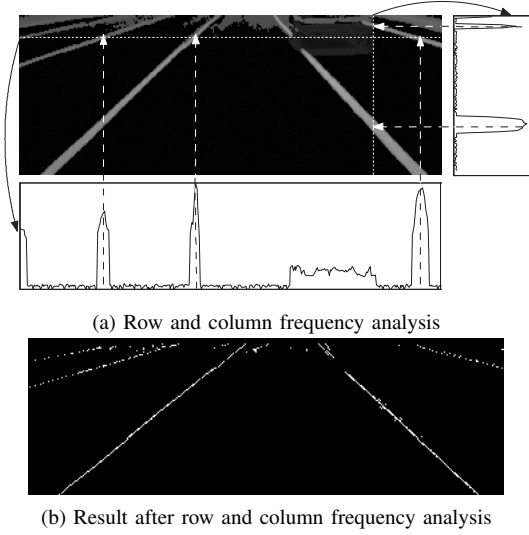 (a) Row and column frequency analysis
(b) Result after row and column frequency analysis